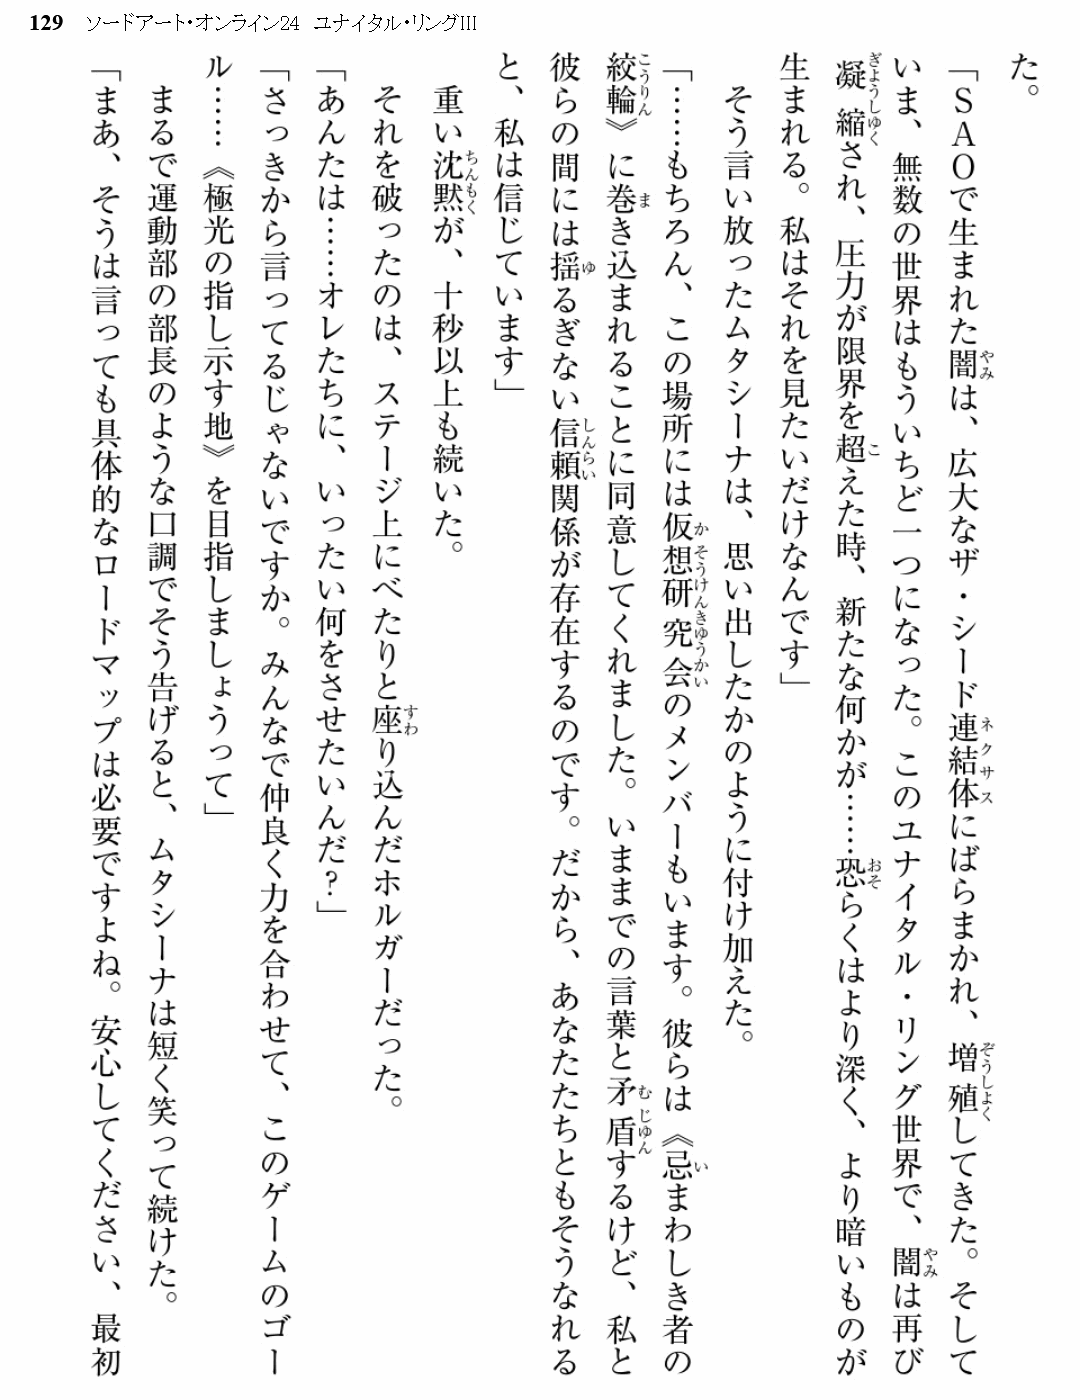 129 ソードアート・オンライン24 ユナイタル・リングIII
た。
「ＳＡＯで生まれた闇は、広大なザ・シード連結体にばらまかれ、増殖してきた。そして
いま、無数の世界はもういちど一つになった。このユナイタル・リング世界で、闇は再び
凝縮され、圧力が限界を超えた時、新たな何かが……恐らくはより深く、より暗いものが
生まれる。私はそれを見たいだけなんです」
そう言い放ったムタシーナは、思い出したかのように付け加えた。
「……もちろん、この場所には仮想研究会のメンバーもいます。彼らは《忌まわしき者の
絞輪》に巻き込まれることに同意してくれました。いままでの言葉と矛盾するけど、私と
彼らの間には揺るぎない信頼関係が存在するのです。だから、あなたたちともそうなれる
と、私は信じています」
重い沈黙が、十秒以上も続いた。
それを破ったのは、ステージ上にべたりと座り込んだホルガーだった。
「あんたは……オレたちに、いったい何をさせたいんだ？」
「さっきから言ってるじゃないですか。みんなで仲良く力を合わせて、このゲームのゴー
ル……《極光の指し示す地》を目指しましょうって」
まるで運動部の部長のような口調でそう告げると、ムタシーナは短く笑って続けた。
「まあ、そうは言っても具体的なロードマップは必要ですよね。安心してください、最初